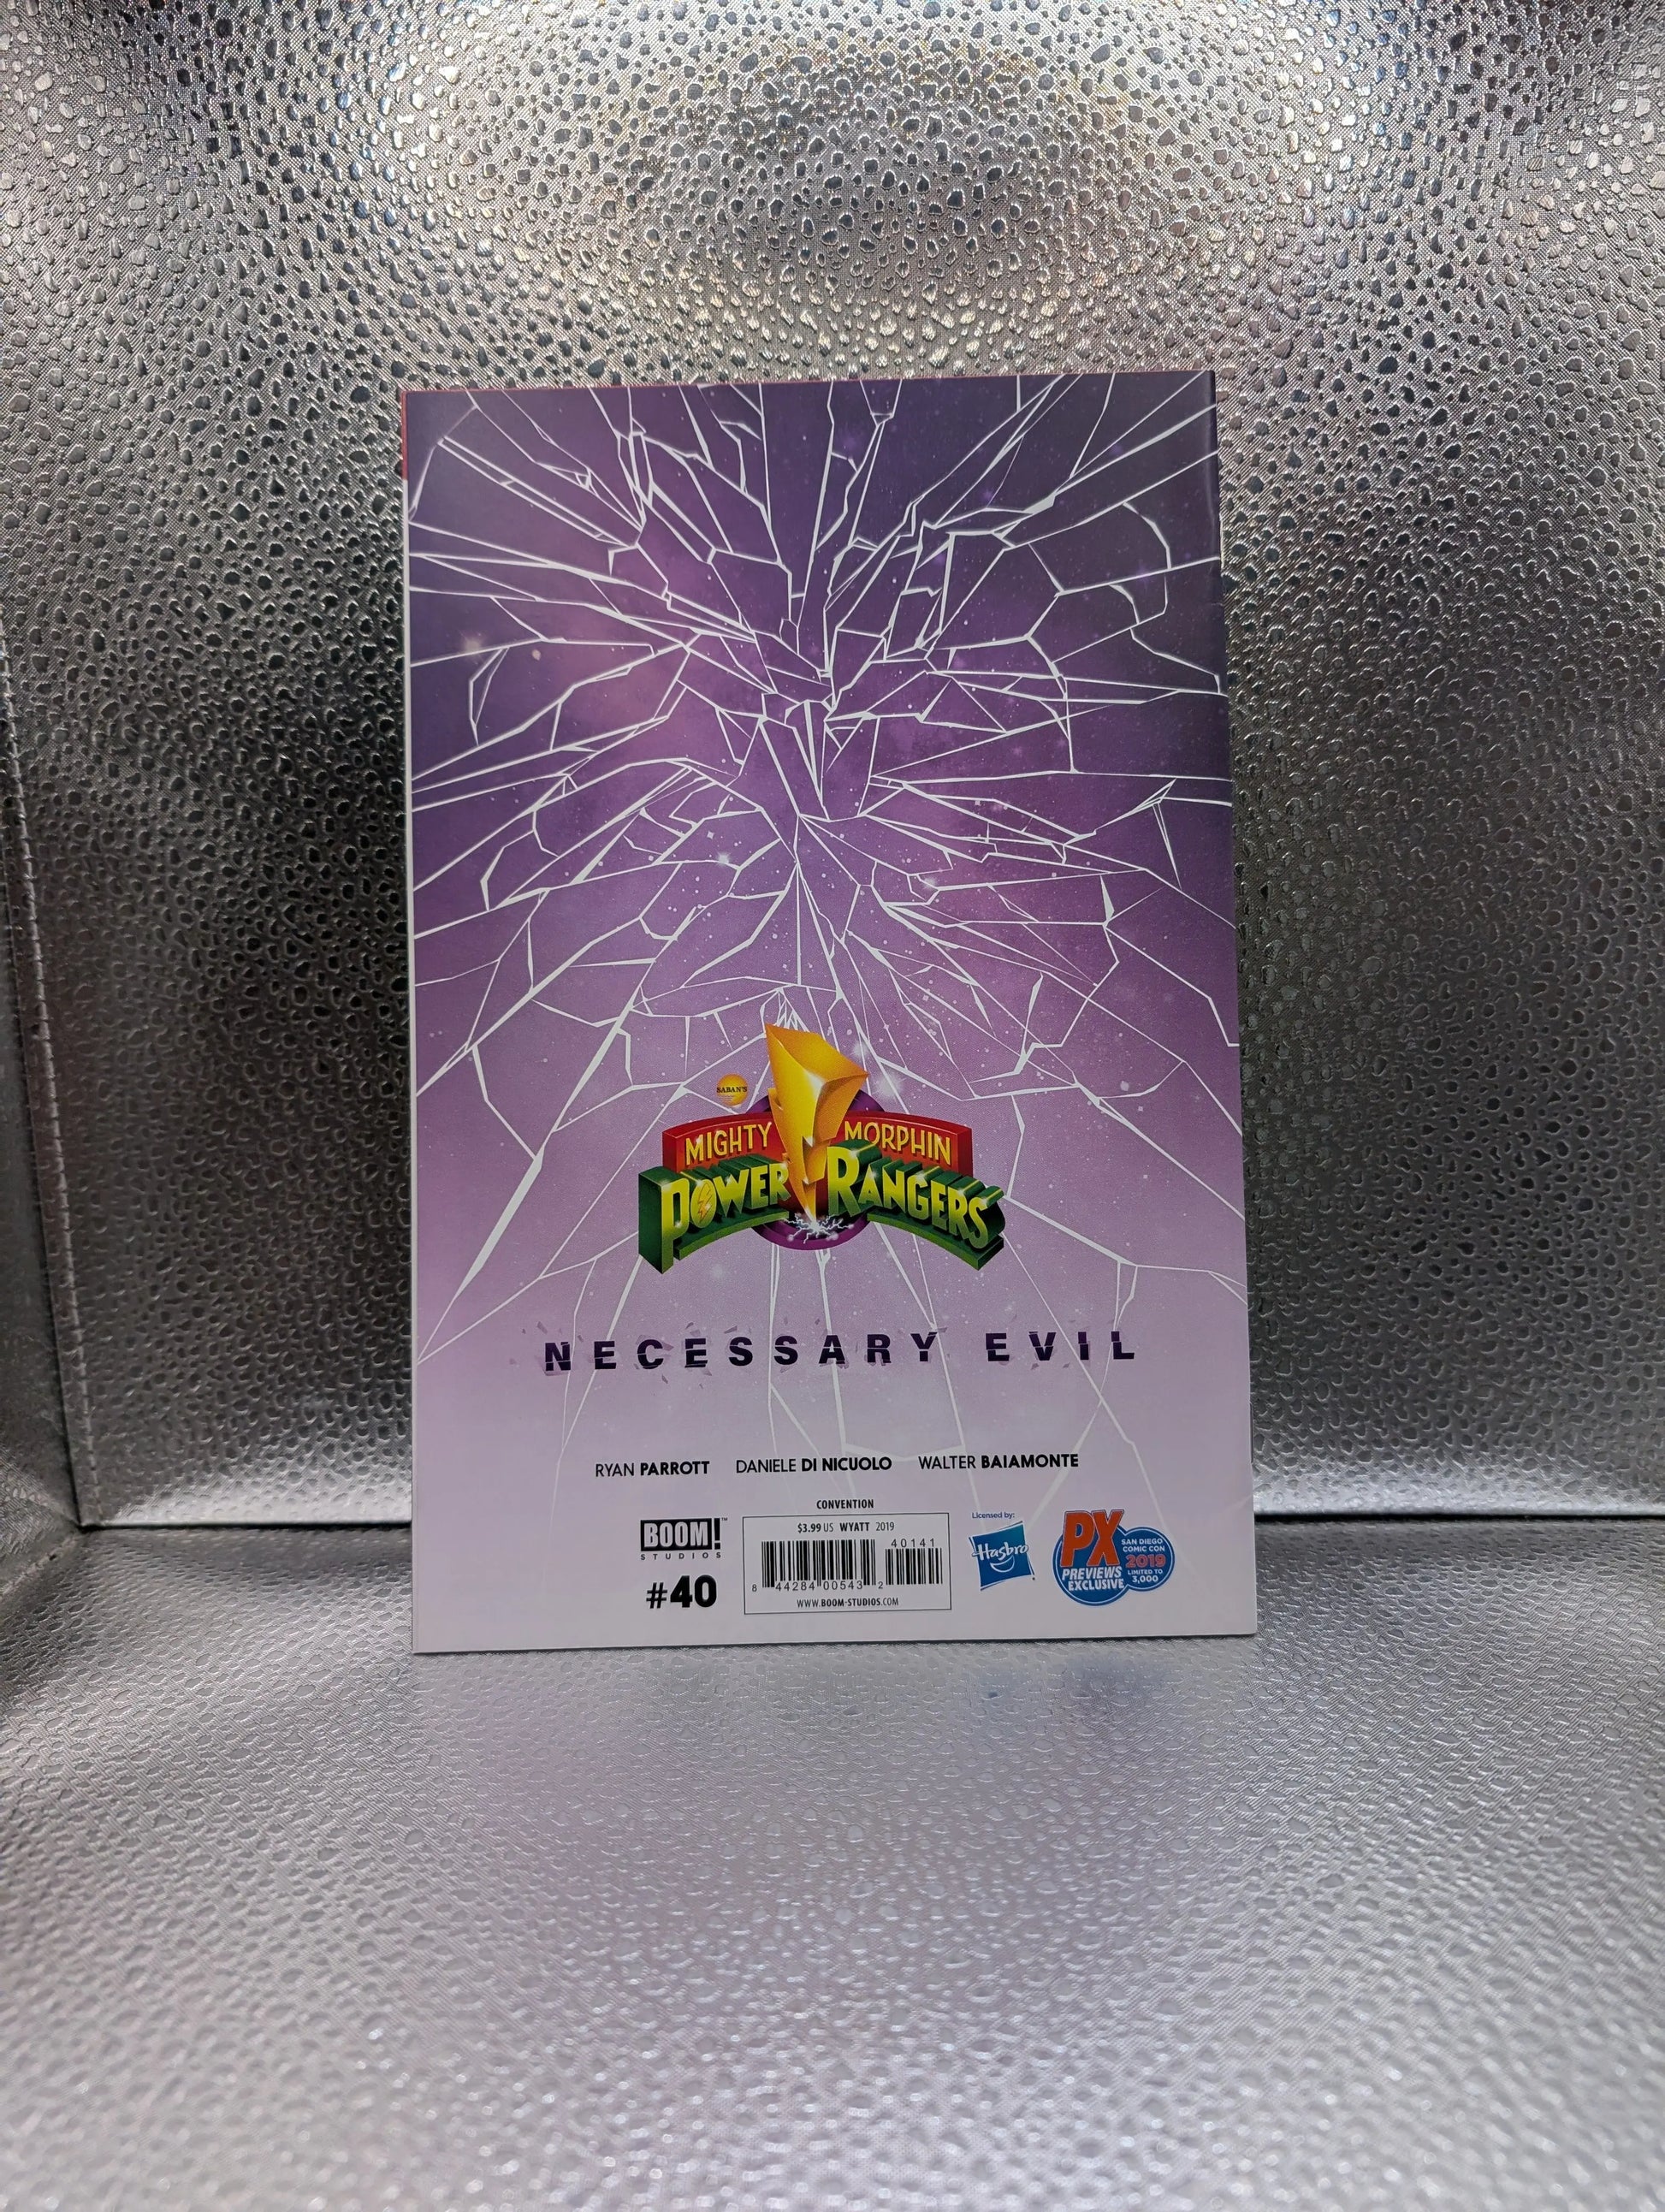 SABAN'S
MIGHTY MORPHIN
POWER RANGERS
NECESSARY EVIL
RYAN PARROTT DANIELE DI NICUOLO WALTER BAIAMONTE
CONVENTION
BOOM!™
STUDIOS
#40
$3.99 US WYATT 2019
40141
8 44284 00543 2
WWW.BOOM-STUDIOS.COM
Licensed by:
Hasbro
PX
PREVIEWS
EXCLUSIVE
SAN DIEGO
COMIC CON
2019
LIMITED TO
3,000